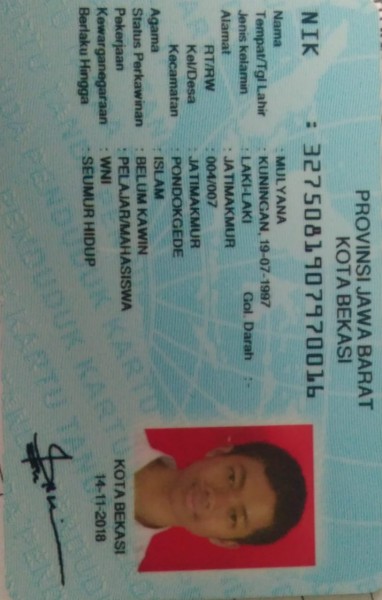 PROVINSI JAWA BARAT
KOTA BEKASI
NIK : 3275081907970016
Nama : MULYANA
Tempat/Tgl Lahir : KUNINGAN, 19-07-1997
Jenis kelamin : LAKI-LAKI Gol. Darah : -
Alamat : JATIMAKMUR
RT/RW : 004/007
Kel/Desa : JATIMAKMUR
Kecamatan : PONDOKGEDE
Agama : ISLAM
Status Perkawinan : BELUM KAWIN
Pekerjaan : PELAJAR/MAHASISWA
Kewarganegaraan : WNI
Berlaku Hingga : SEUMUR HIDUP
KOTA BEKASI
14-11-2018